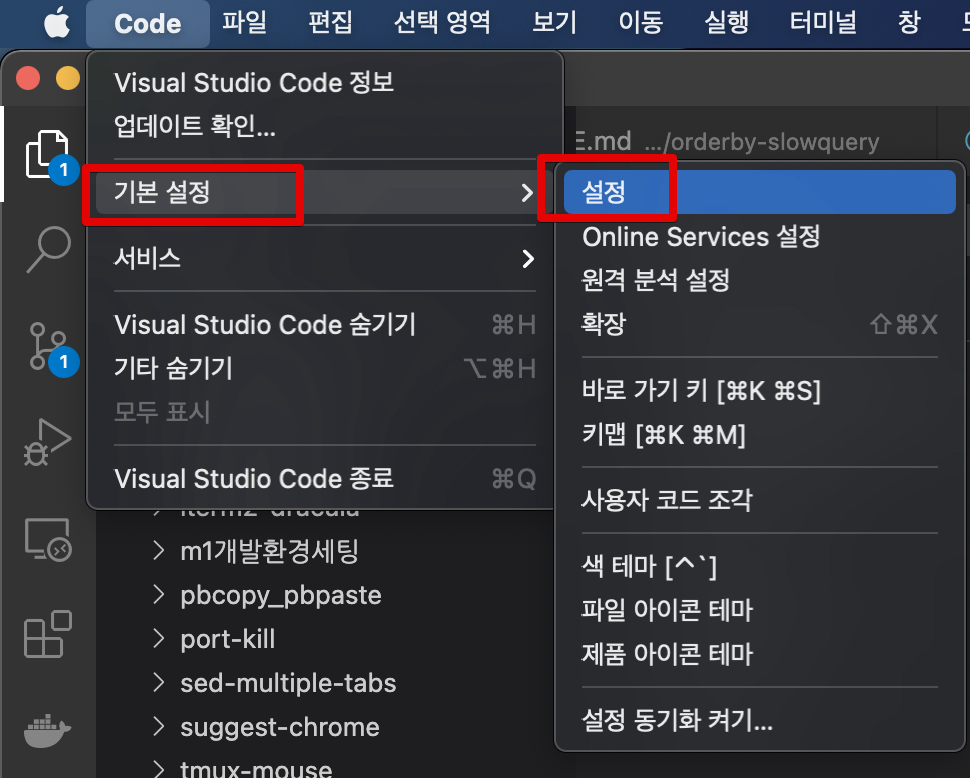 Code 파일 편집 선택 영역 보기 이동 실행 터미널 창
Visual Studio Code 정보
업데이트 확인...
E.md .../orderby-slowquery
1
기본 설정
서비스
Visual Studio Code 숨기기 ⌘H
기타 숨기기 ⌥⌘H
모두 표시
Visual Studio Code 종료 ⌘Q
1
설정
Online Services 설정
원격 분석 설정
확장 ⇧⌘X
바로 가기 키 [⌘K ⌘S]
키맵 [⌘K ⌘M]
사용자 코드 조각
색 테마 [^`]
파일 아이콘 테마
제품 아이콘 테마
설정 동기화 켜기...
iterm2-dracula
m1개발환경세팅
pbcopy_pbpaste
port-kill
sed-multiple-tabs
suggest-chrome
tmux-mouse